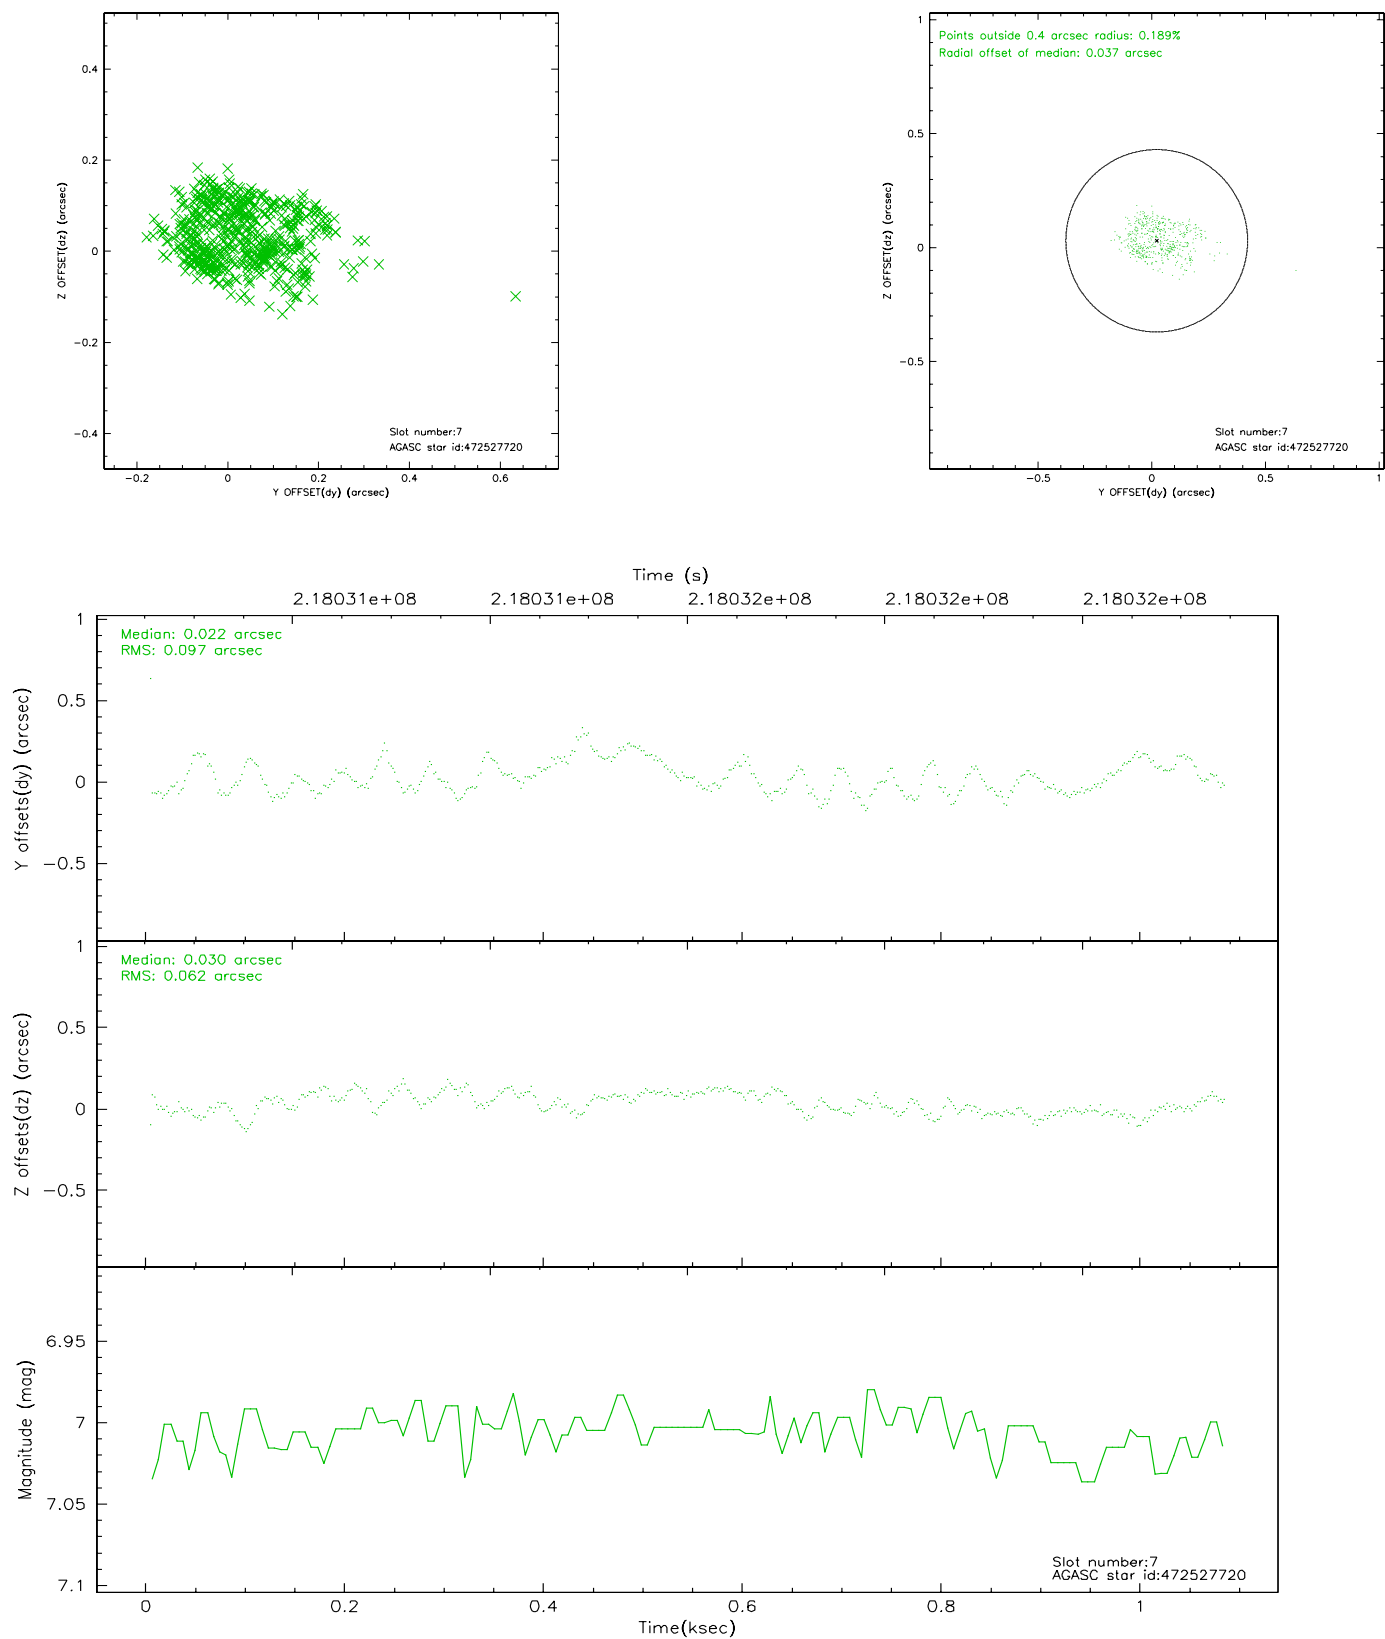 0.4
0.2
0
−0.2
−0.4
Z OFFSET(dz) (arcsec)
Slot number:7
AGASC star id:472527720
−0.2 0 0.2 0.4 0.6
Y OFFSET(dy) (arcsec)
Points outside 0.4 arcsec radius: 0.189%
Radial offset of median: 0.037 arcsec
1
0.5
0
−0.5
Z OFFSET(dz) (arcsec)
Slot number:7
AGASC star id:472527720
−0.5 0 0.5 1
Y OFFSET(dy) (arcsec)
Time (s)
2.18031e+08 2.18031e+08 2.18032e+08 2.18032e+08 2.18032e+08
Median: 0.022 arcsec
RMS: 0.097 arcsec
1
0.5
0
−0.5
Y offsets(dy) (arcsec)
Median: 0.030 arcsec
RMS: 0.062 arcsec
1
0.5
0
−0.5
Z offsets(dz) (arcsec)
6.95
7
7.05
7.1
Magnitude (mag)
Slot number:7
AGASC star id:472527720
0 0.2 0.4 0.6 0.8 1
Time(ksec)